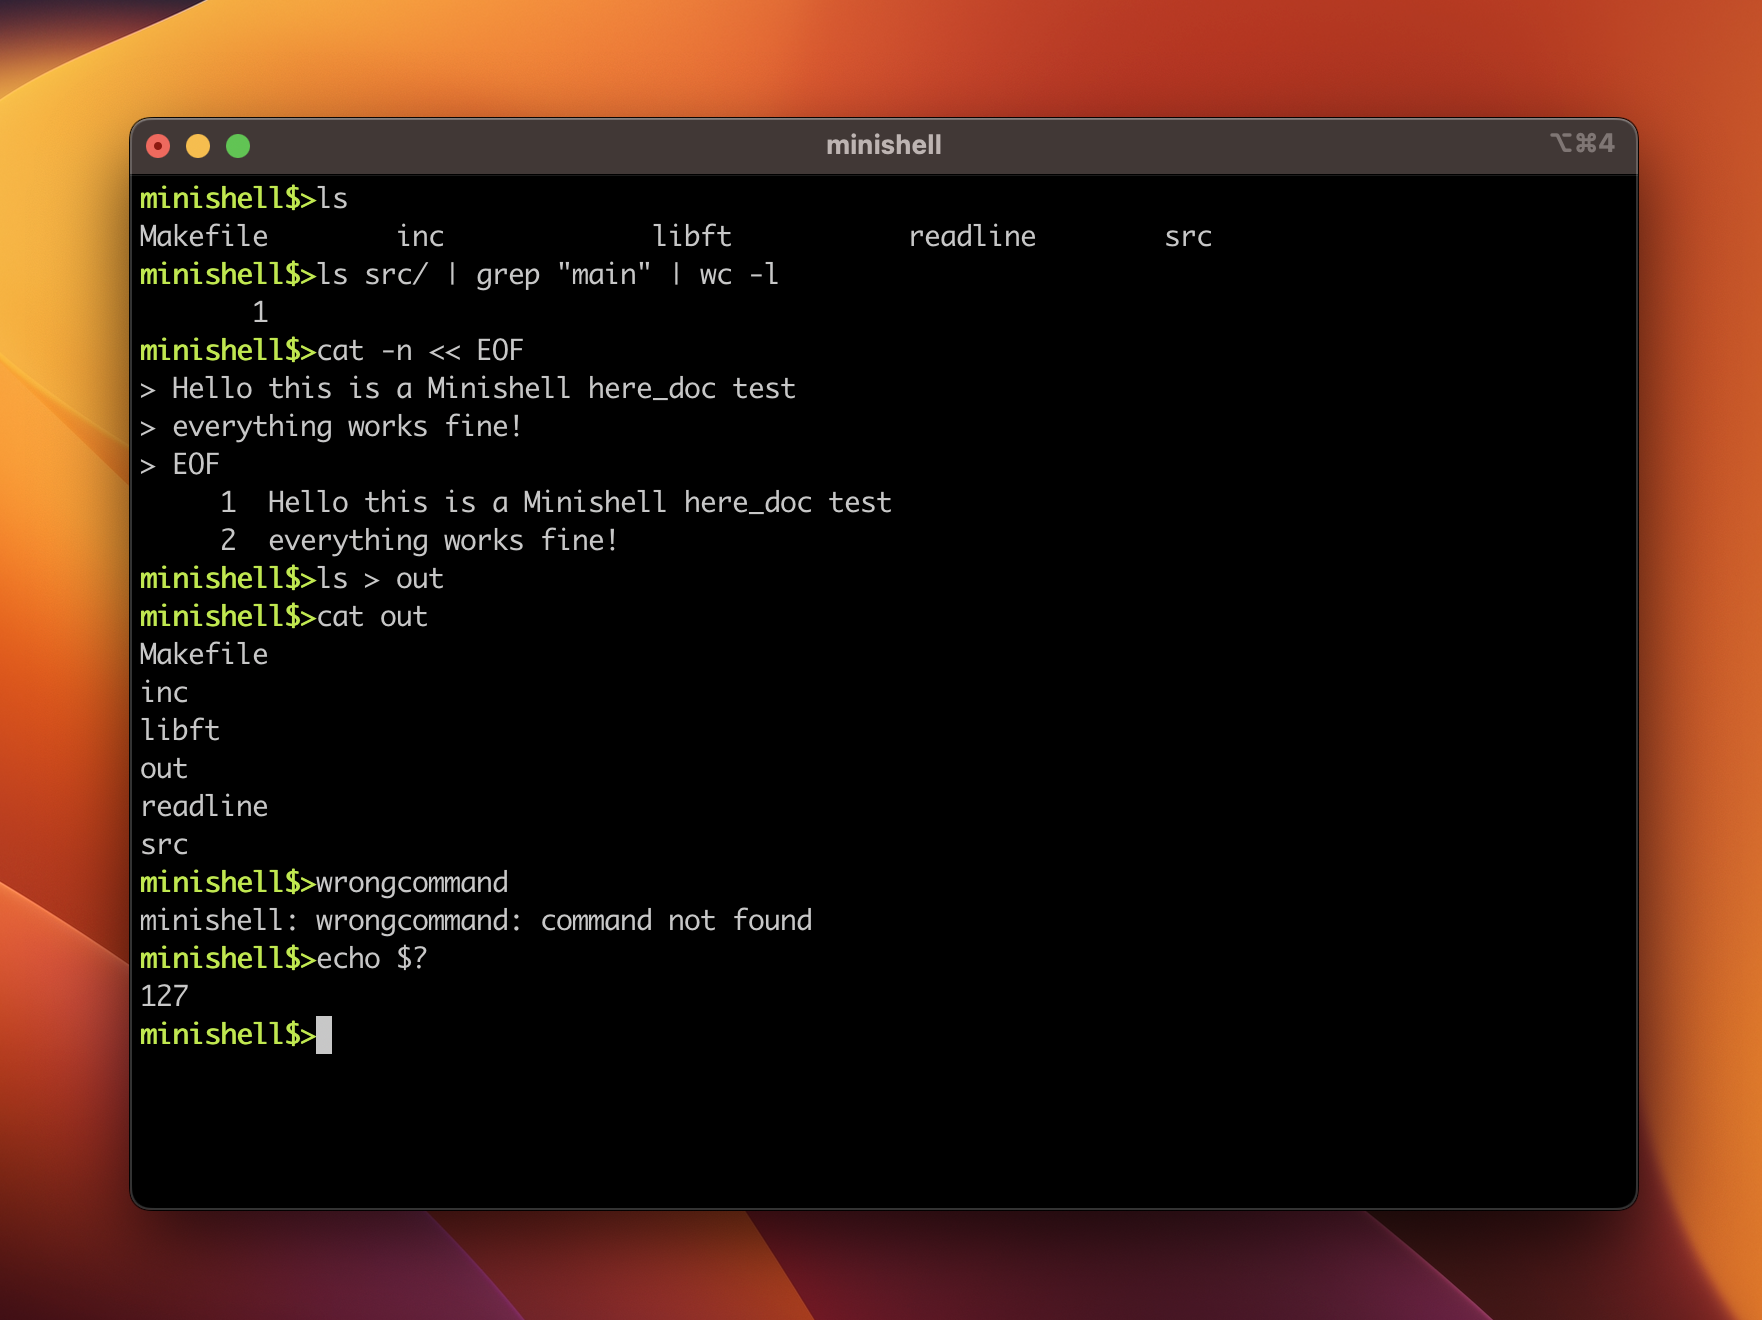 minishell
⌥⌘4
minishell$>ls
Makefile        inc             libft           readline        src
minishell$>ls src/ | grep "main" | wc -l
       1
minishell$>cat -n << EOF
> Hello this is a Minishell here_doc test
> everything works fine!
> EOF
     1  Hello this is a Minishell here_doc test
     2  everything works fine!
minishell$>ls > out
minishell$>cat out
Makefile
inc
libft
out
readline
src
minishell$>wrongcommand
minishell: wrongcommand: command not found
minishell$>echo $?
127
minishell$>